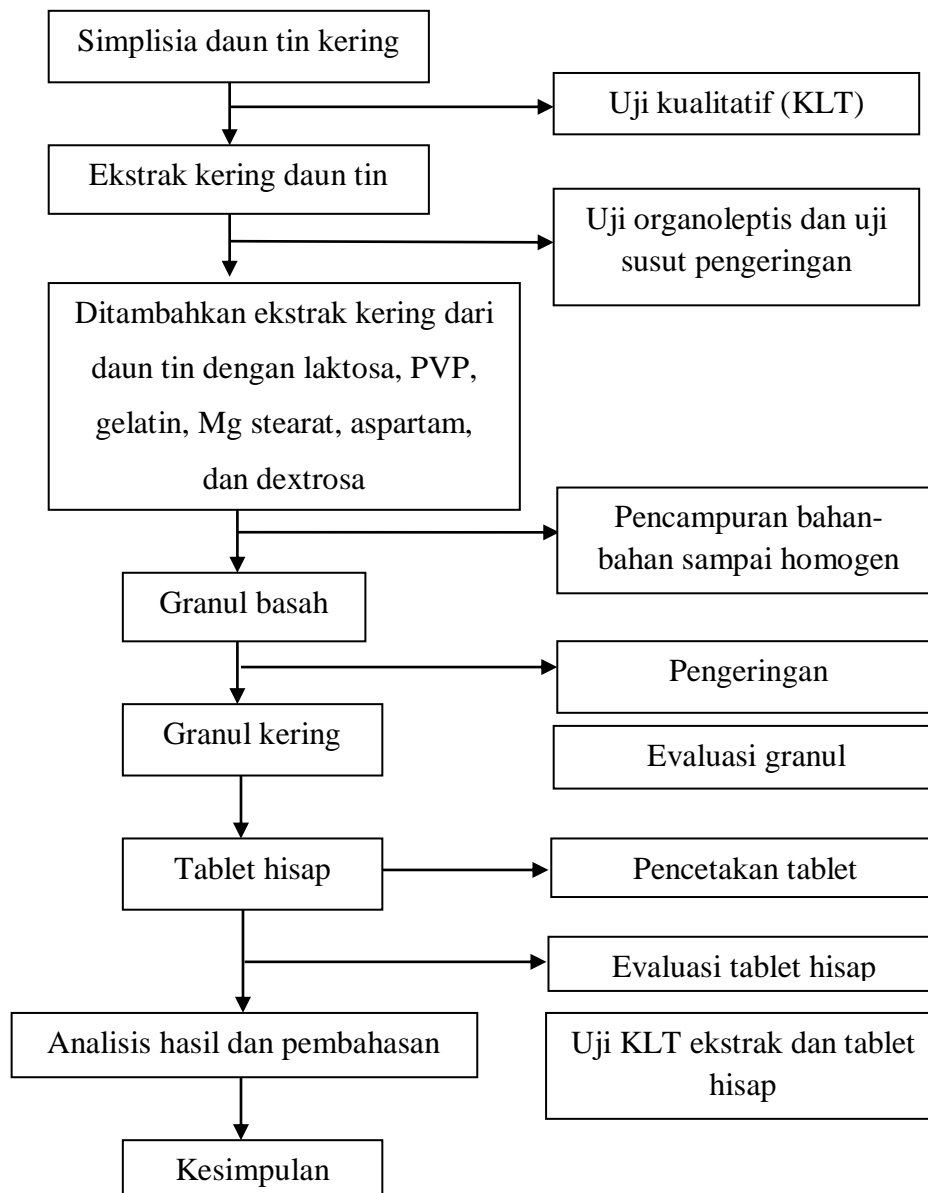 Simplisia daun tin kering
Uji kualitatif (KLT)
Ekstrak kering daun tin
Uji organoleptis dan uji
susut pengeringan
Ditambahkan ekstrak kering dari
daun tin dengan laktosa, PVP,
gelatin, Mg stearat, aspartam,
dan dextrosa
Pencampuran bahan-
bahan sampai homogen
Granul basah
Pengeringan
Granul kering
Evaluasi granul
Tablet hisap
Pencetakan tablet
Evaluasi tablet hisap
Analisis hasil dan pembahasan
Uji KLT ekstrak dan tablet
hisap
Kesimpulan